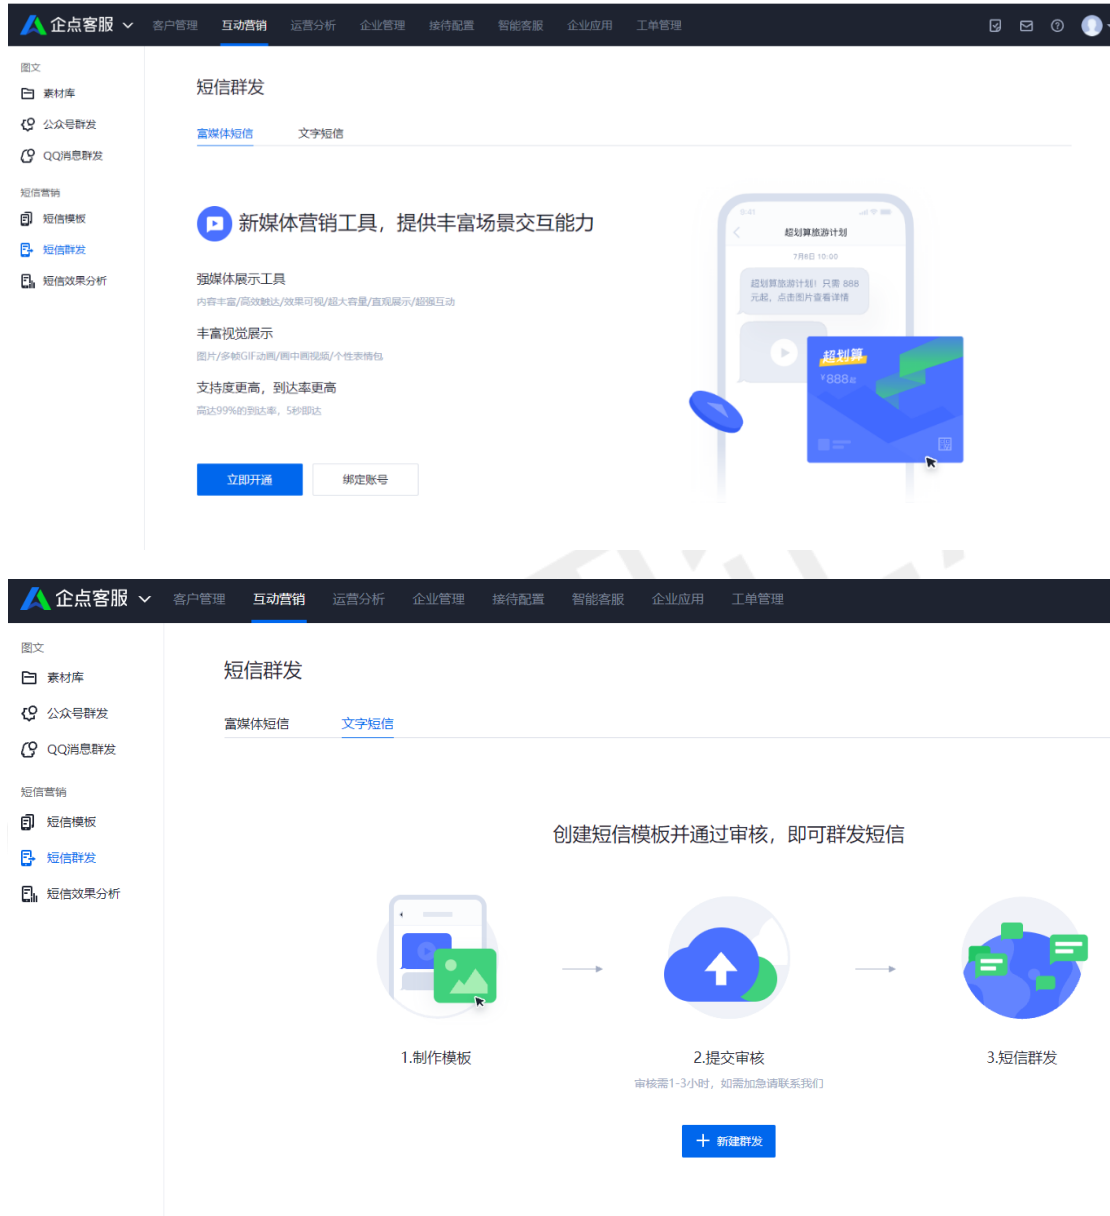 企点客服 客户管理 互动营销 运营分析 企业管理 接待配置 智能客服 企业应用 工单管理
图文
素材库
公众号群发
QQ消息群发
短信营销
短信模板
短信群发
短信效果分析
短信群发
富媒体短信 文字短信
新媒体营销工具，提供丰富场景交互能力
强媒体展示工具
内容丰富/高效触达/效果可视/超大容量/直观展示/超强互动
丰富视觉展示
图片/多帧GIF动画/画中画视频/个性表情包
支持度更高，到达率更高
高达99%的到达率，5秒即达
立即开通 绑定账号
9:41
超划算旅游计划
7月6日 10:00
超划算旅游计划！只需 888
元起，点击图片查看详情
超划算
¥888起
企点客服 客户管理 互动营销 运营分析 企业管理 接待配置 智能客服 企业应用 工单管理
图文
素材库
公众号群发
QQ消息群发
短信营销
短信模板
短信群发
短信效果分析
短信群发
富媒体短信 文字短信
创建短信模板并通过审核，即可群发短信
1.制作模板
2.提交审核
审核需1-3小时，如需加急请联系我们
3.短信群发
新建群发